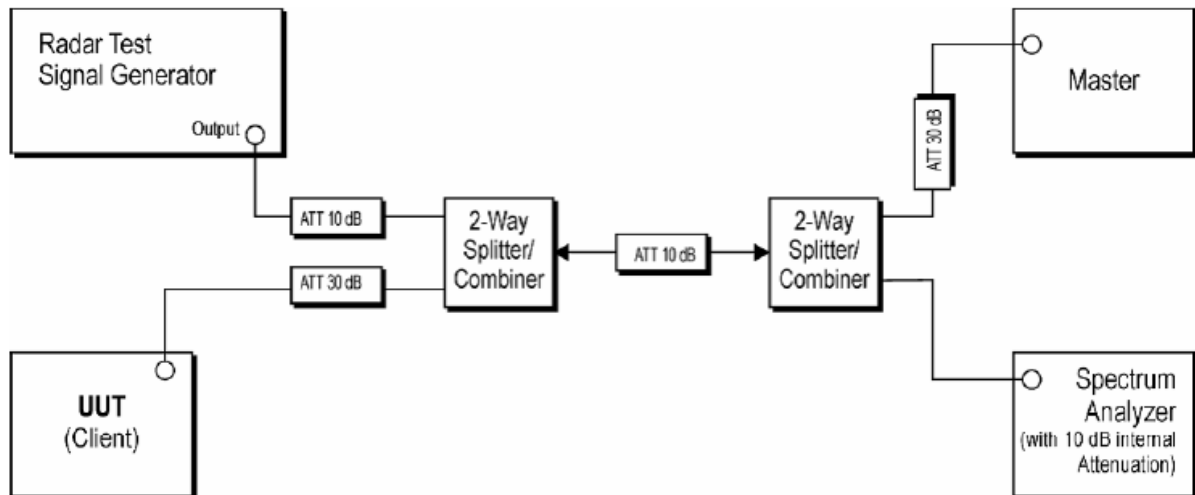 Radar Test
Signal Generator
Output
ATT 10 dB
ATT 30 dB
2-Way
Splitter/
Combiner
ATT 10 dB
2-Way
Splitter/
Combiner
ATT 30 dB
Master
UUT
(Client)
Spectrum
Analyzer
(with 10 dB internal
Attenuation)